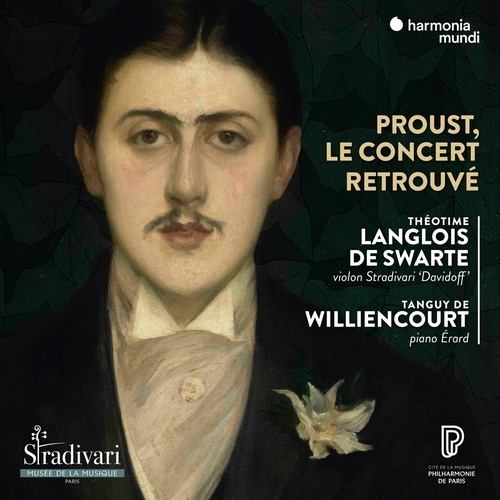 harmonia
mundi
PROUST,
LE CONCERT
RETROUVÉ
THÉOTIME
LANGLOIS
DE SWARTE
violon Stradivari ‘Davidoff’
TANGUY DE
WILLIENCOURT
piano Érard
Stradivari
MUSÉE DE LA MUSIQUE
PARIS
CITÉ DE LA MUSIQUE
PHILHARMONIE
DE PARIS